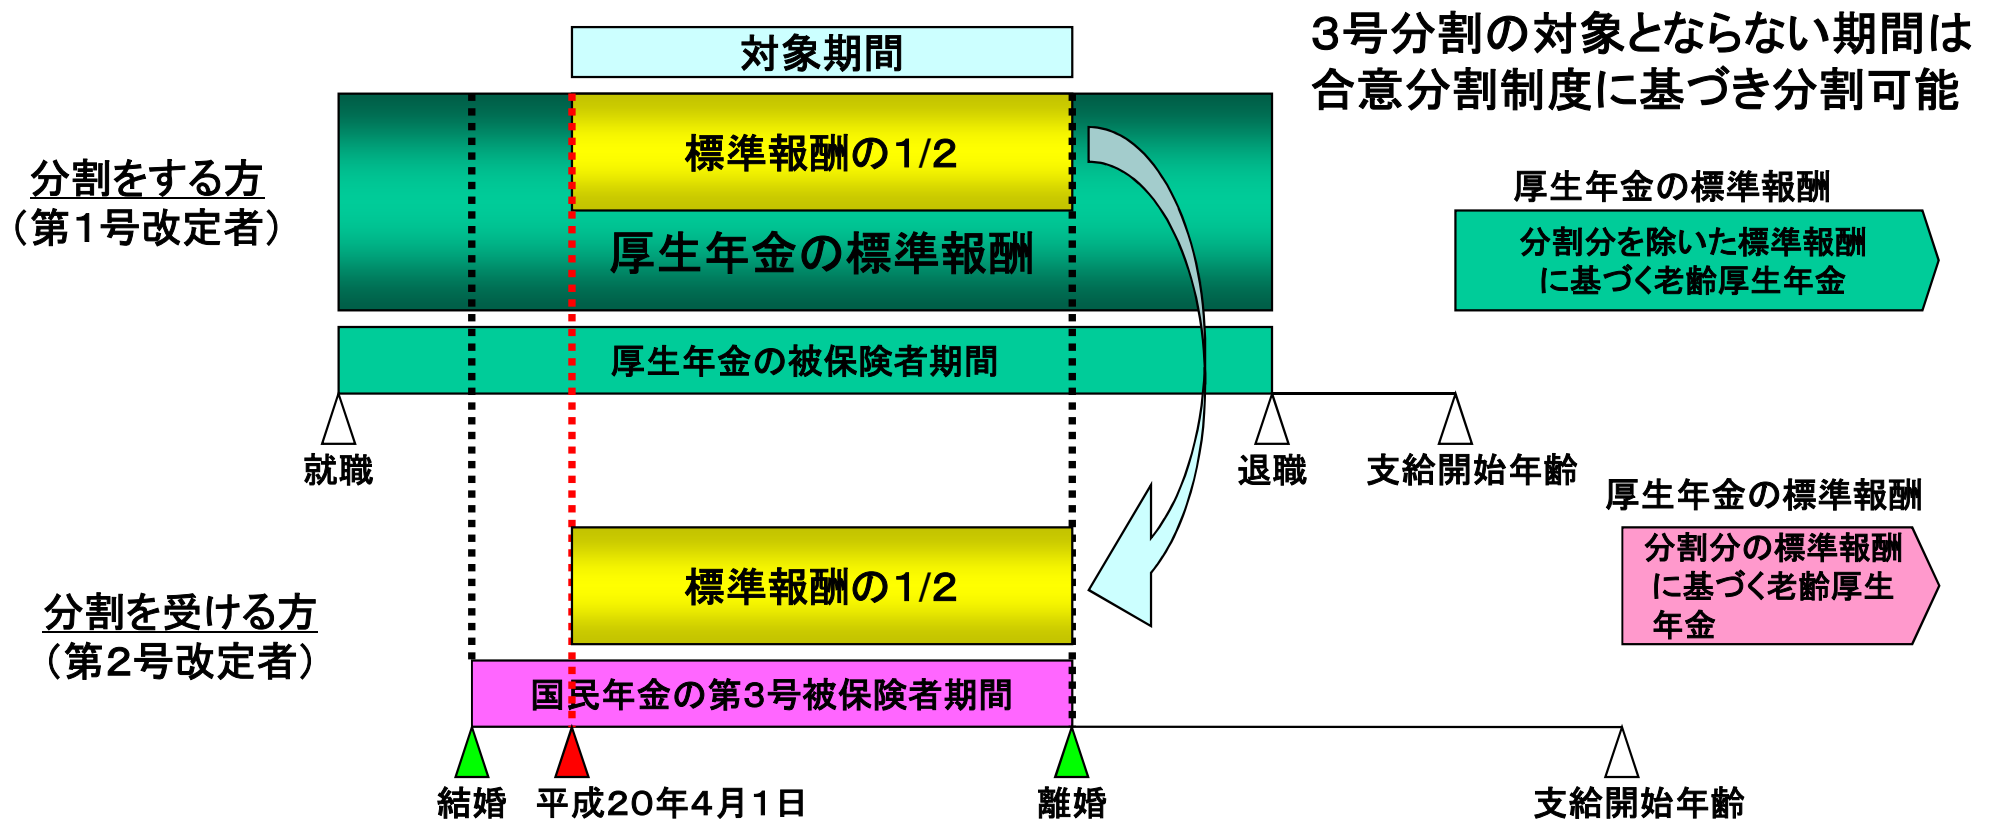 対象期間
3号分割の対象とならない期間は
合意分割制度に基づき分割可能
標準報酬の1/2
分割をする方
（第1号改定者）
厚生年金の標準報酬
厚生年金の標準報酬
分割分を除いた標準報酬
に基づく老齢厚生年金
厚生年金の被保険者期間
就職
退職
支給開始年齢
厚生年金の標準報酬
標準報酬の1/2
分割分の標準報酬
に基づく老齢厚生
年金
分割を受ける方
（第2号改定者）
国民年金の第3号被保険者期間
結婚
平成20年4月1日
離婚
支給開始年齢